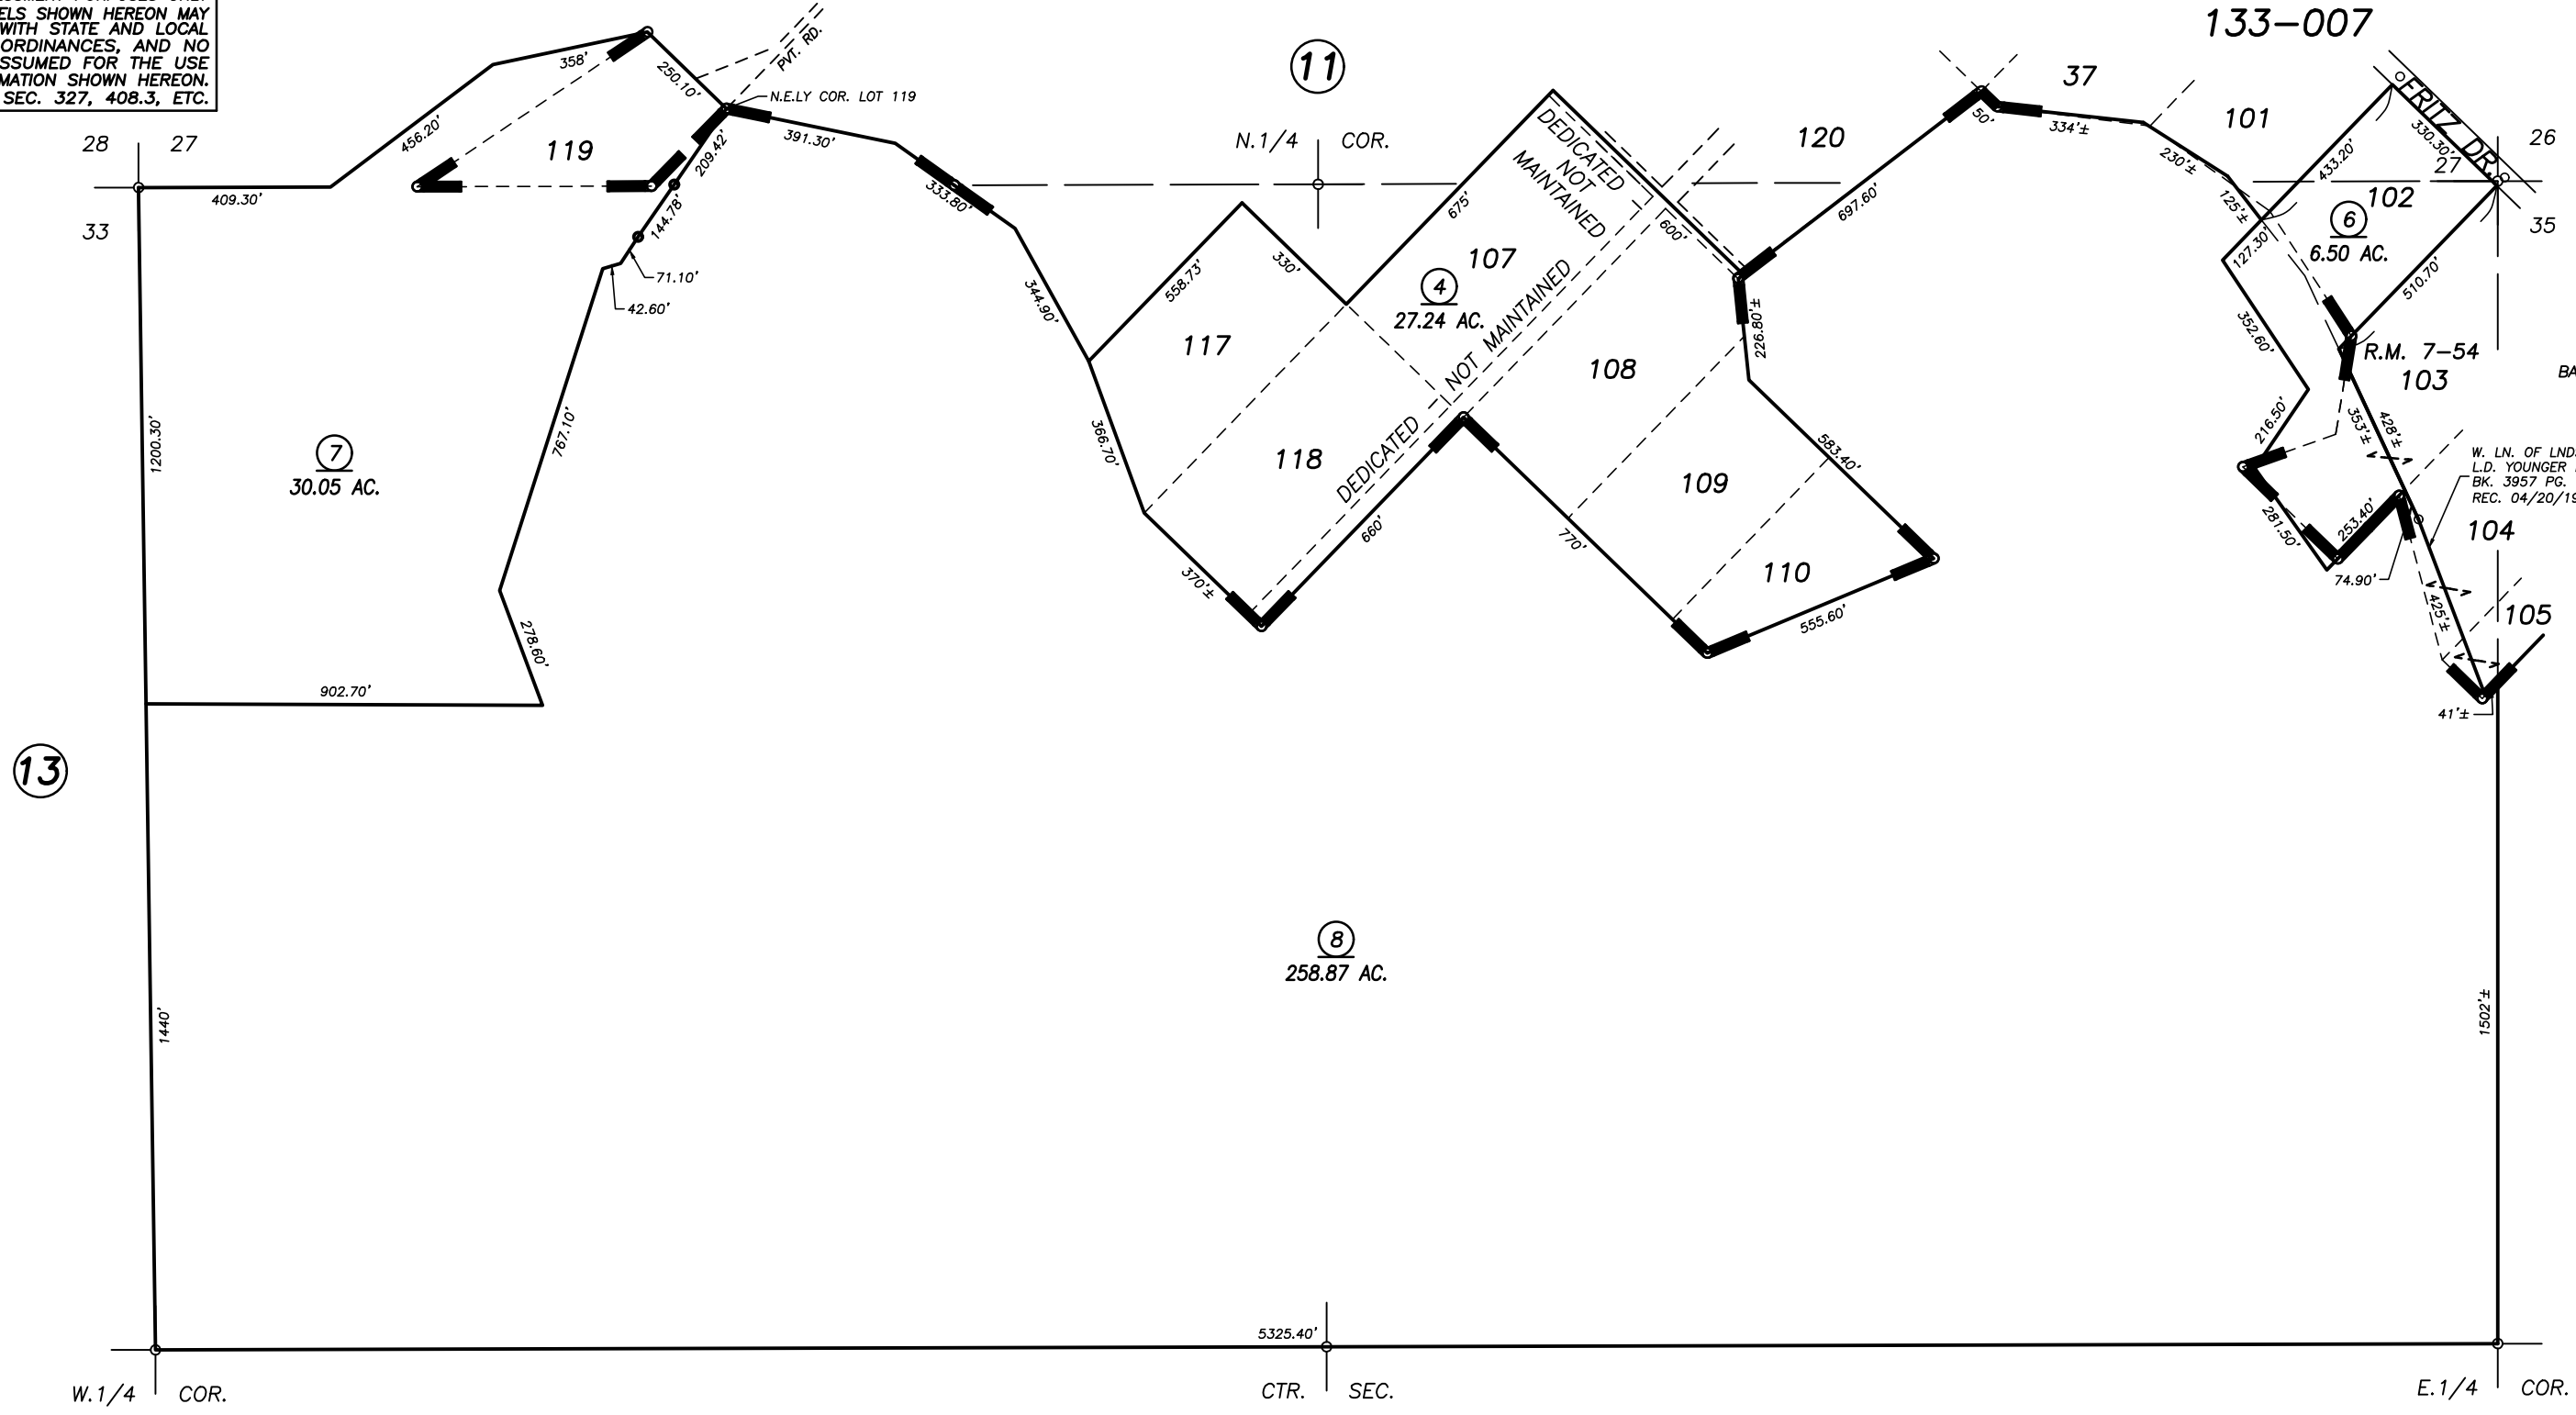 ELS SHOWN HEREON MAY
WITH STATE AND LOCAL
ORDINANCES, AND NO
SSUMED FOR THE USE
MATION SHOWN HEREON.
SEC. 327, 408.3, ETC.
133-007
11
37
FRITZ DR.
358'
250.10'
PVT. RD.
N.E.LY COR. LOT 119
28
27
456.20'
119
209.42'
391.30'
N.1/4
COR.
DEDICATED
NOT
MAINTAINED
120
50'
334'±
101
230'±
433.20'
330.30'
27
26
409.30'
333.80'
675'
600'
697.60'
125'±
102
33
144.78'
71.10'
42.60'
344.90'
558.73'
330'
107
4
27.24 AC.
127.30'
6
6.50 AC.
510.70'
35
117
NOT MAINTAINED
226.80'±
352.60'
R.M. 7-54
103
BA
108
1200.30'
7
30.05 AC.
767.10'
366.70'
118
DEDICATED
109
583.40'
216.50'
353'±
428'±
W. LN. OF LND.
L.D. YOUNGER
BK. 3957 PG.
REC. 04/20/19
370'±
660'
770'
110
555.60'
281.50'
253.40'
74.90'
104
425'±
105
278.60'
902.70'
41'±
13
8
258.87 AC.
1440'
1502'±
5325.40'
W.1/4
COR.
CTR.
SEC.
E.1/4
COR.